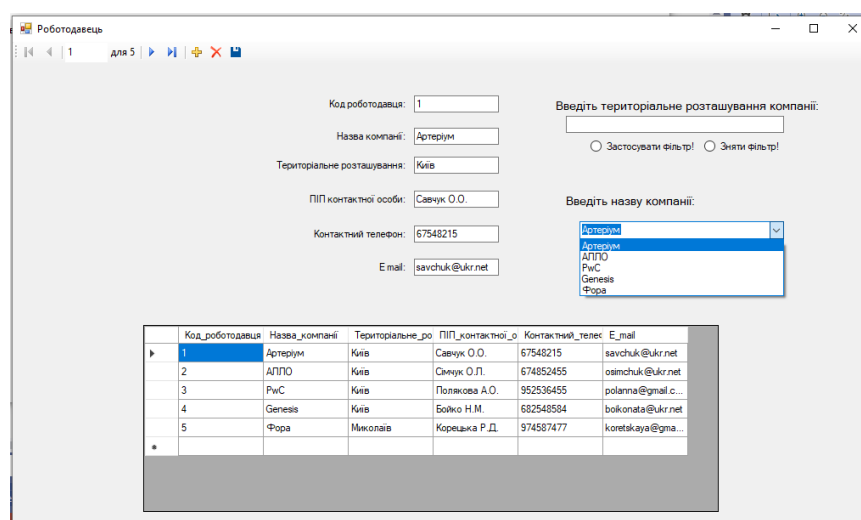 Роботодавець
1 для 5
Код роботодавця: 1
Назва компанії: Артеріум
Територіальне розташування: Київ
ПІП контактної особи: Савчук О.О.
Контактний телефон: 67548215
E mail: savchuk@ukr.net
Введіть територіальне розташування компанії:
Застосувати фільтр! Зняти фільтр!
Введіть назву компанії:
Артеріум
Артеріум
АЛЛО
PwC
Genesis
Фора
Код_роботодавця Назва_компанії Територіальне_ро ПІП_контактної_о Контактний_телеф E_mail
1 Артеріум Київ Савчук О.О. 67548215 savchuk@ukr.net
2 АЛЛО Київ Сімчук О.Л. 674852455 osimchuk@ukr.net
3 PwC Київ Полякова А.О. 952536455 polanna@gmail.c...
4 Genesis Київ Бойко Н.М. 682548584 boikonata@ukr.net
5 Фора Миколаїв Корецька Р.Д. 974587477 koretskaya@gma...